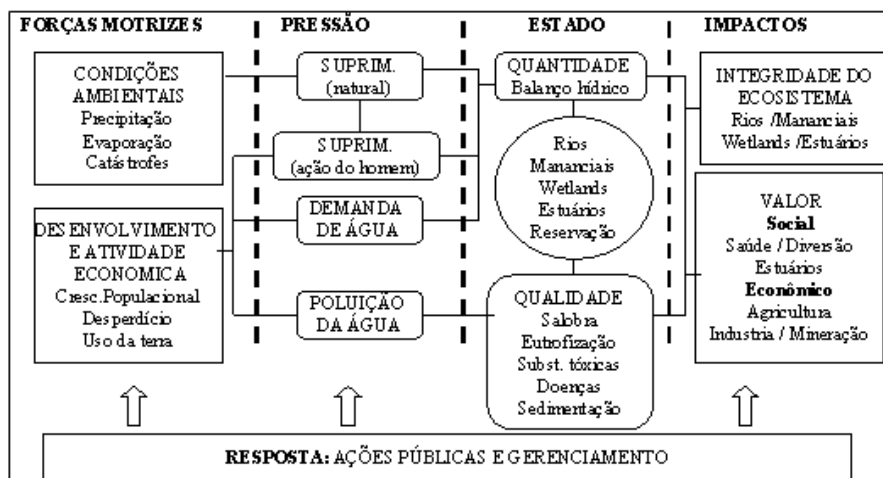 FORÇAS MOTRIZES
PRESSÃO
ESTADO
IMPACTOS
CONDIÇÕES
AMBIENTAIS
Precipitação
Evaporação
Catástrofes
DESENVOLVIMENTO
E ATIVIDADE
ECONOMICA
Cresc.Populacional
Desperdício
Uso da terra
SUPRIM.
(natural)
SUPRIM.
(ação do homem)
DEMANDA
DE ÁGUA
POLUIÇÃO
DA ÁGUA
QUANTIDADE
Balanço hídrico
Rios
Mananciais
Wetlands
Estuários
Reservação
QUALIDADE
Salobra
Eutrofização
Subst. tóxicas
Doenças
Sedimentação
INTEGRIDADE DO
ECOSISTEMA
Rios /Mananciais
Wetlands /Estuários
VALOR
Social
Saúde / Diversão
Estuários
Econômico
Agricultura
Industria / Mineração
RESPOSTA: AÇÕES PÚBLICAS E GERENCIAMENTO